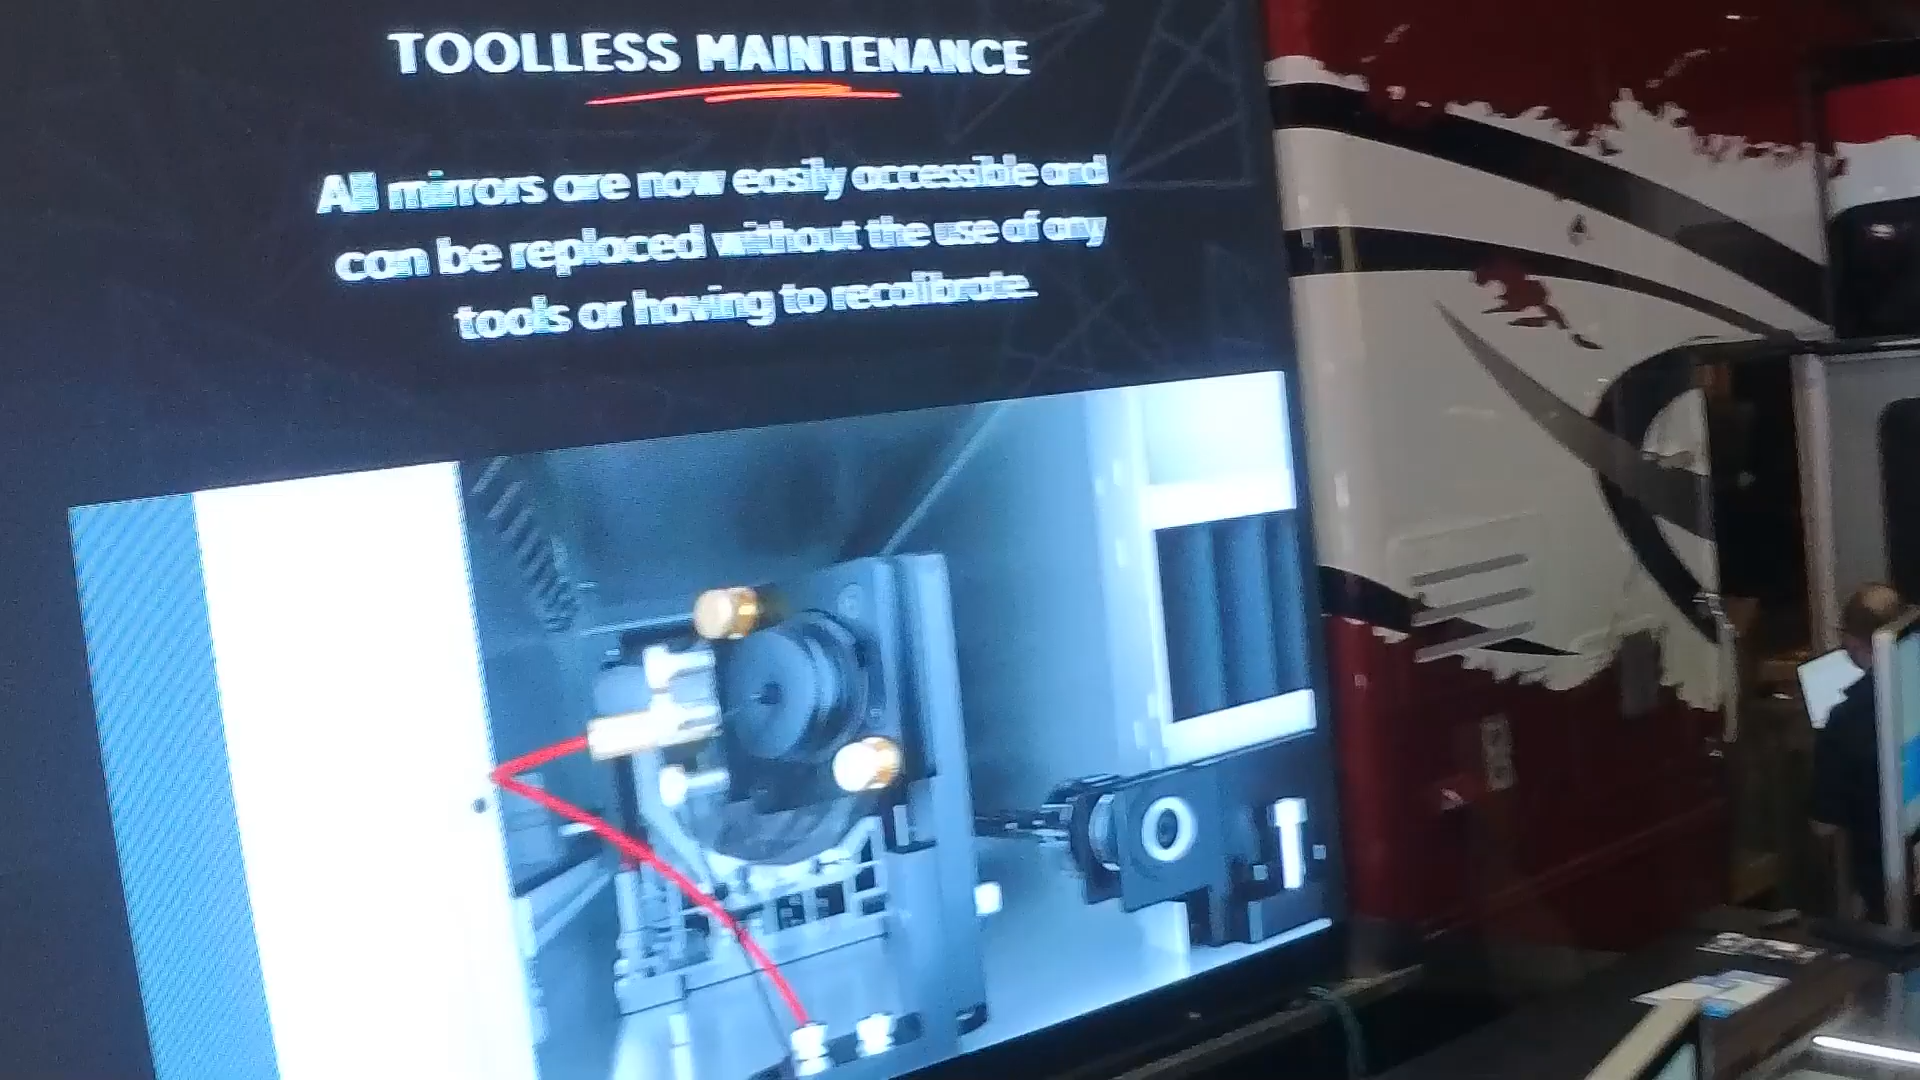 TOOLLESS MAINTENANCE
All mirrors are now easily accessible and
can be replaced without the use of any
tools or having to recalibrate.